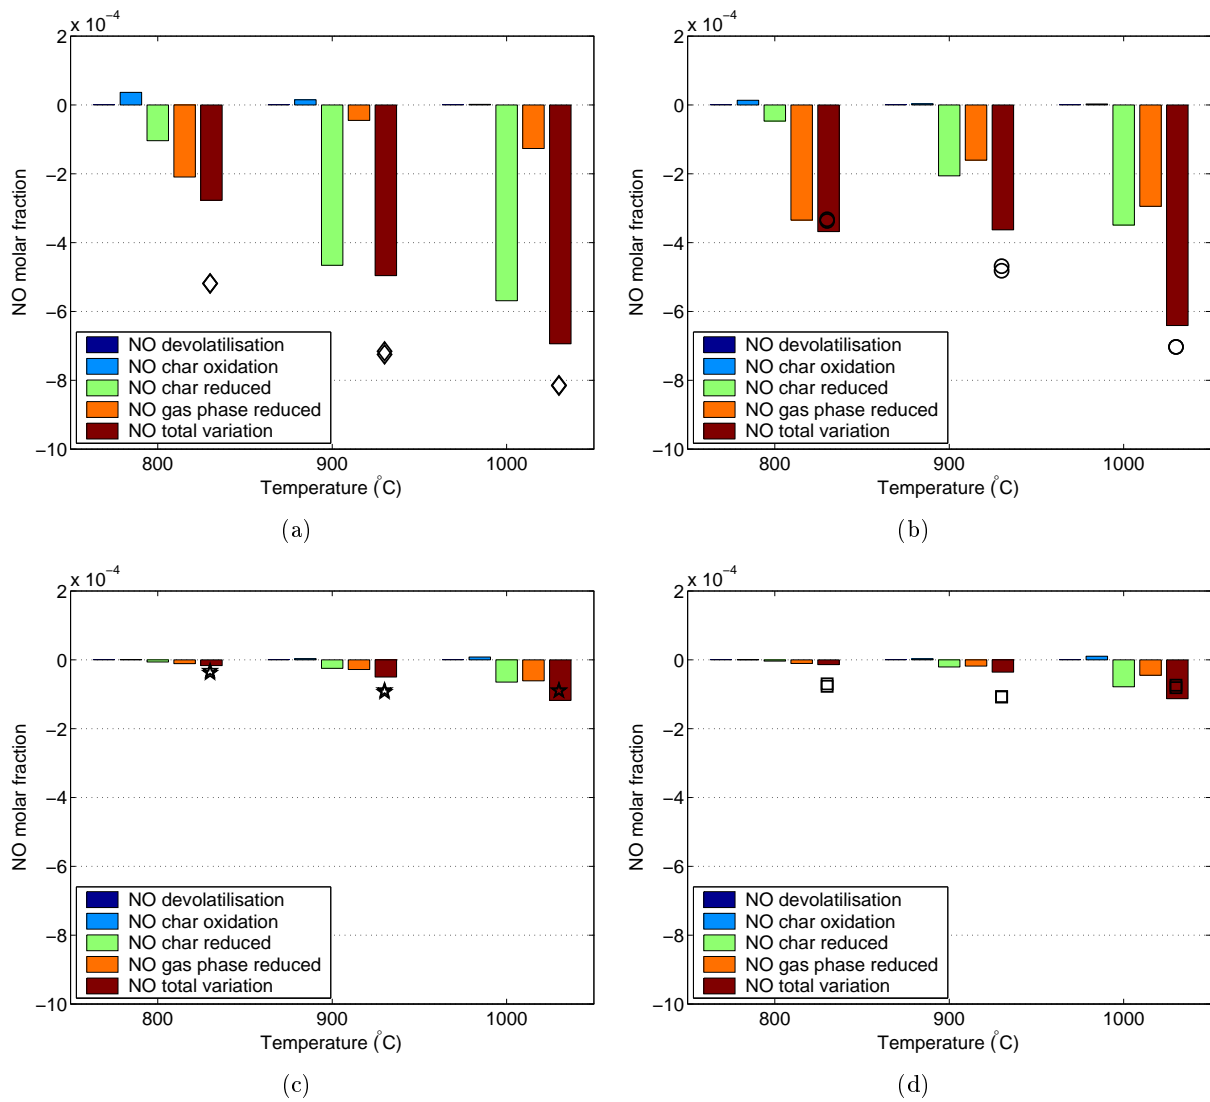 x 10⁻⁴
2
0
−2
−4
−6
−8
−10
NO molar fraction
NO devolatilisation
NO char oxidation
NO char reduced
NO gas phase reduced
NO total variation
800 900 1000
Temperature (°C)
(a)
x 10⁻⁴
2
0
−2
−4
−6
−8
−10
NO molar fraction
NO devolatilisation
NO char oxidation
NO char reduced
NO gas phase reduced
NO total variation
800 900 1000
Temperature (°C)
(b)
x 10⁻⁴
2
0
−2
−4
−6
−8
−10
NO molar fraction
NO devolatilisation
NO char oxidation
NO char reduced
NO gas phase reduced
NO total variation
800 900 1000
Temperature (°C)
(c)
x 10⁻⁴
2
0
−2
−4
−6
−8
−10
NO molar fraction
NO devolatilisation
NO char oxidation
NO char reduced
NO gas phase reduced
NO total variation
800 900 1000
Temperature (°C)
(d)